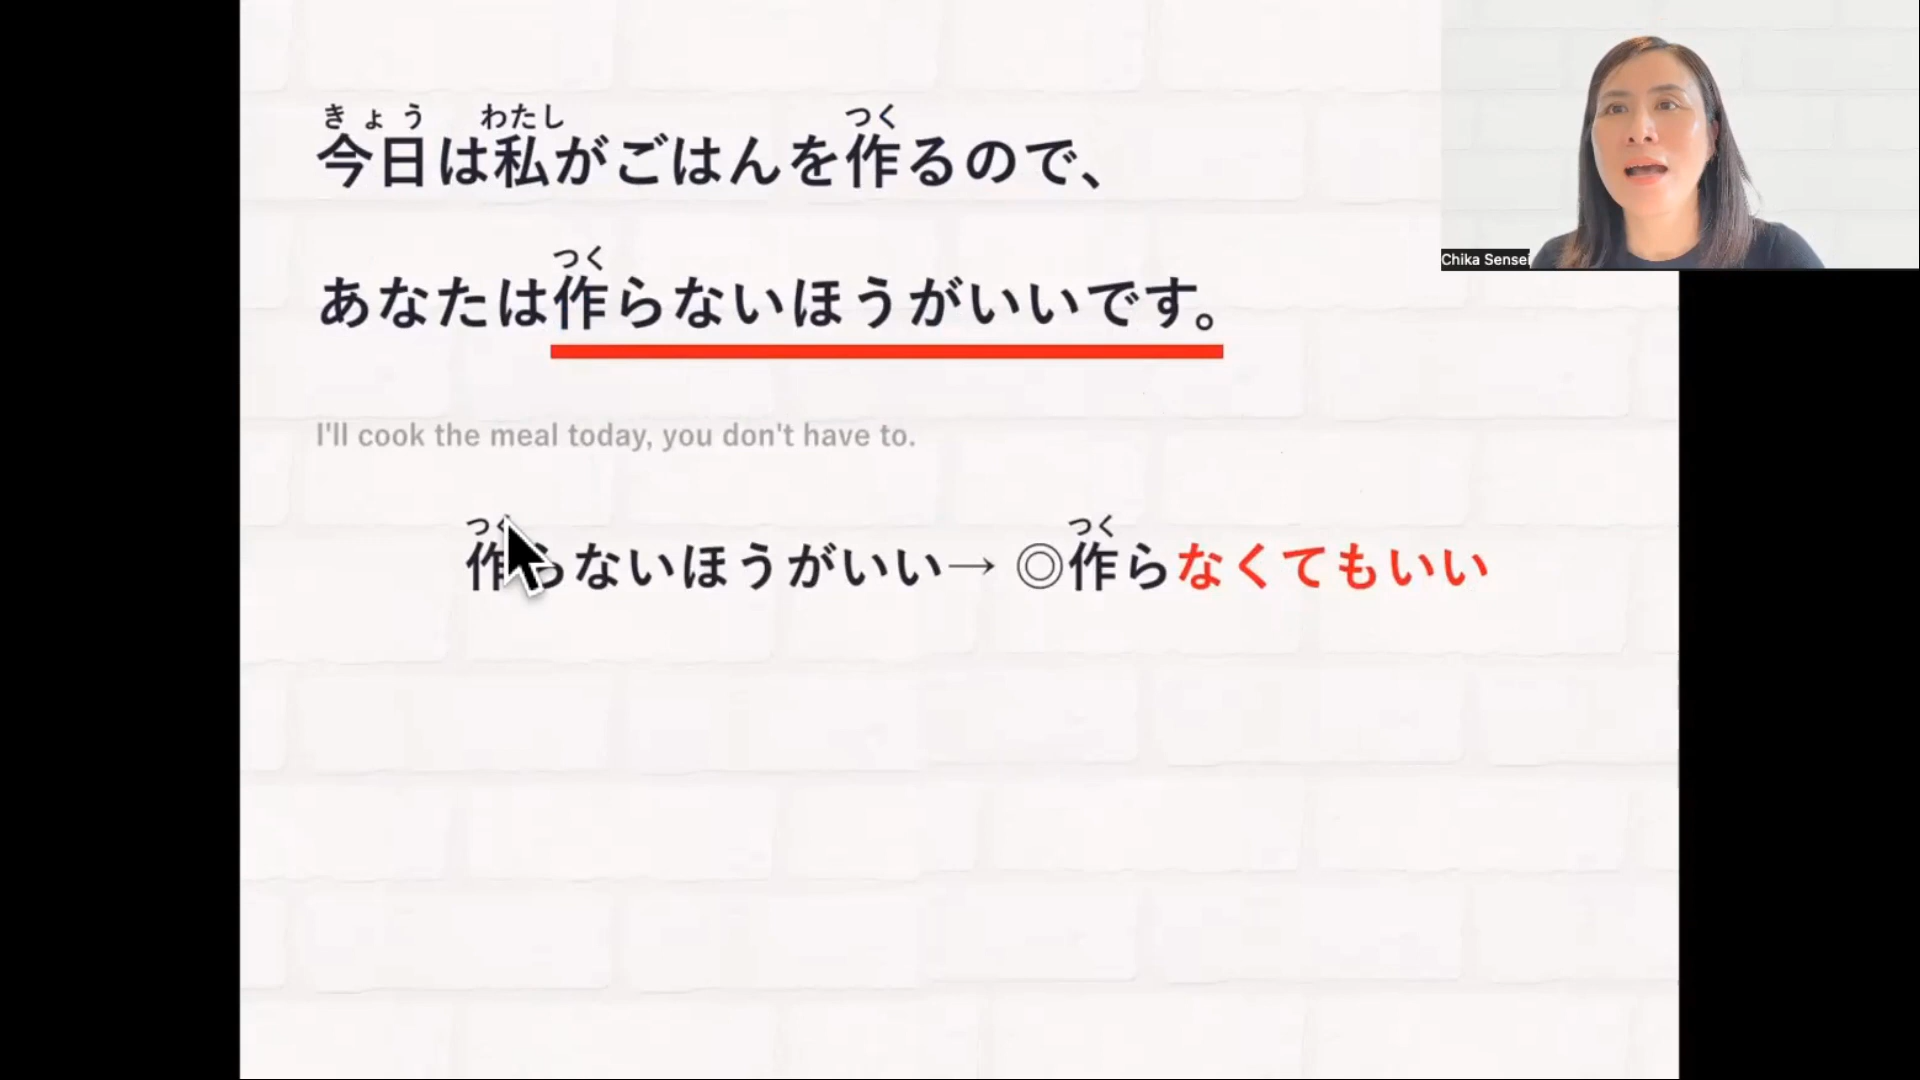 きょう わたし つく
今日は私がごはんを作るので、
つく
あなたは作らないほうがいいです。
I'll cook the meal today, you don't have to.
つく つく
作らないほうがいい→ ◎作らなくてもいい
Chika Sensei